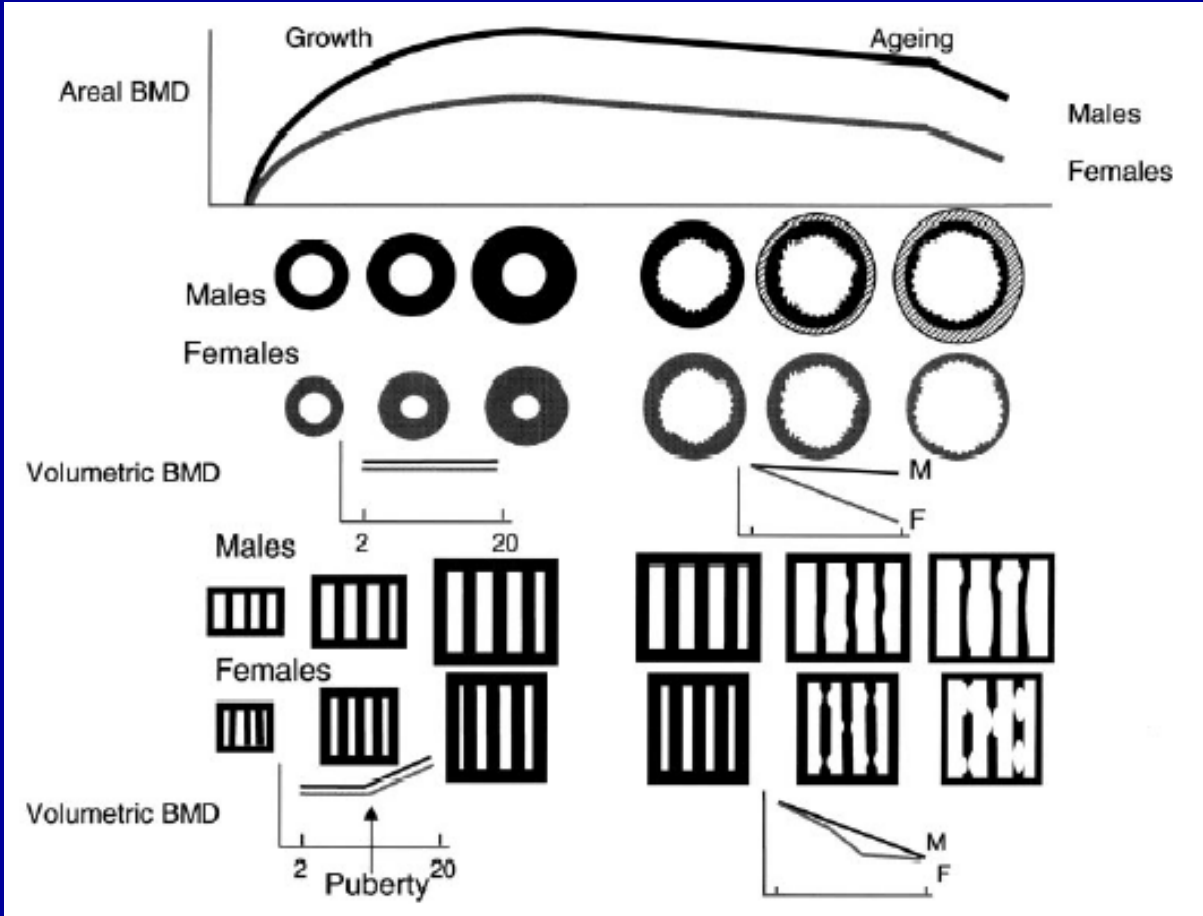 Growth
Ageing
Areal BMD
Males
Females
Males
Females
Volumetric BMD
M
F
2
20
Males
Females
Volumetric BMD
M
F
2
20
Puberty